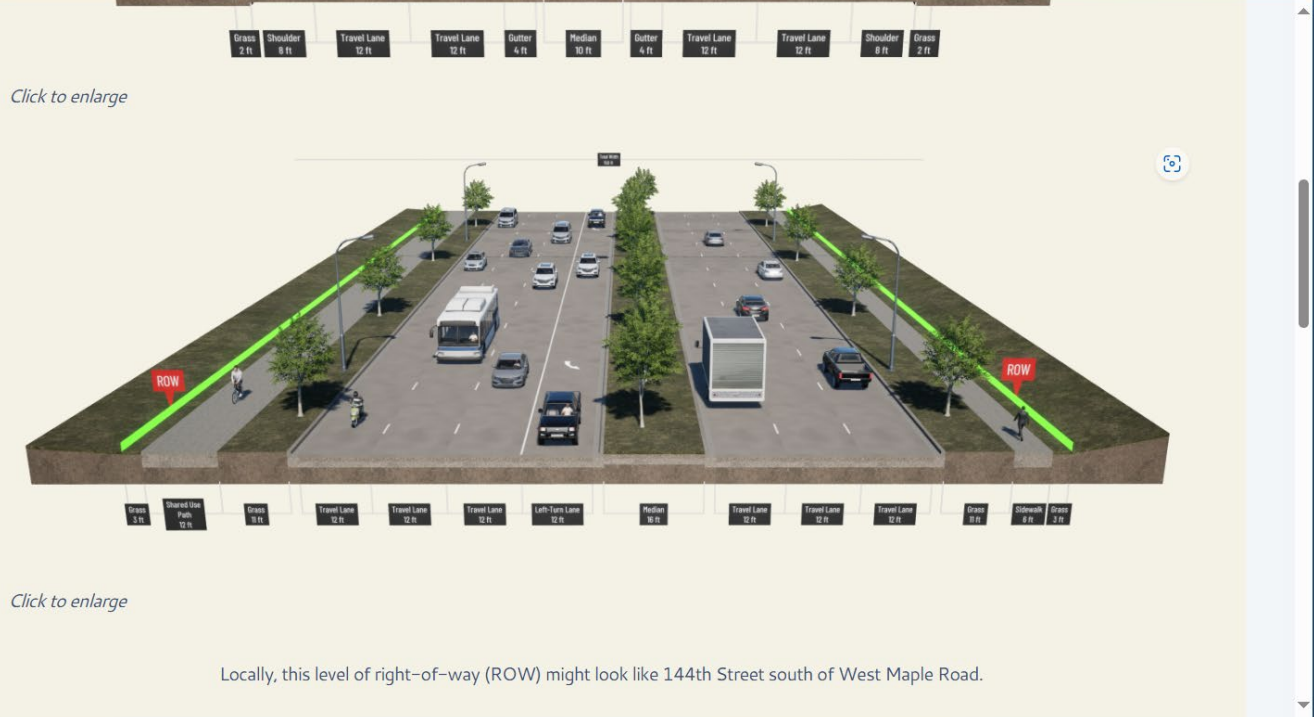 Grass Shoulder Travel Lane Travel Lane Gutter Median Gutter Travel Lane Travel Lane Shoulder Grass
2 ft 8 ft 12 ft 12 ft 4 ft 10 ft 4 ft 12 ft 12 ft 8 ft 2 ft
Click to enlarge
ROW
ROW
Grass
3 ft
Shared Use
Path
12 ft
Grass
11 ft
Travel Lane
12 ft
Travel Lane
12 ft
Travel Lane
12 ft
Left-Turn Lane
12 ft
Median
16 ft
Travel Lane
12 ft
Travel Lane
12 ft
Travel Lane
12 ft
Grass
11 ft
Sidewalk
6 ft
Grass
3 ft
Click to enlarge
Locally, this level of right-of-way (ROW) might look like 144th Street south of West Maple Road.